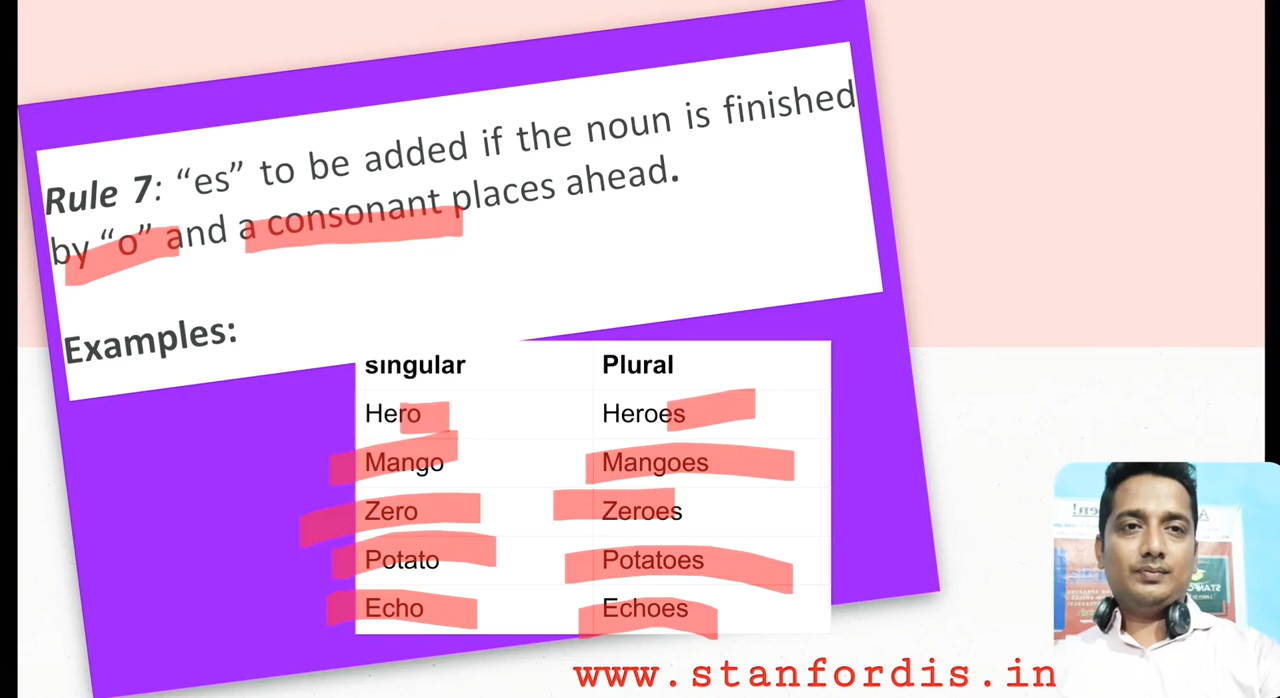 Rule 7: “es” to be added if the noun is finished
by “o” and a consonant places ahead.
Examples:
singular Plural
Hero Heroes
Mango Mangoes
Zero Zeroes
Potato Potatoes
Echo Echoes
www.stanfordis.in